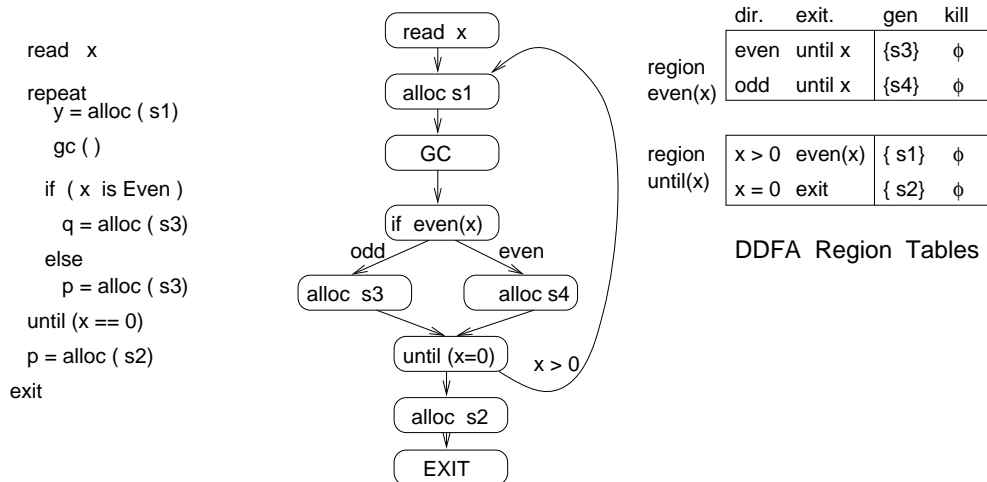 read x
repeat
y = alloc ( s1)
gc ( )
if ( x is Even )
q = alloc ( s3)
else
p = alloc ( s3)
until (x == 0)
p = alloc ( s2)
exit
read x
alloc s1
GC
if even(x)
odd
even
alloc s3
alloc s4
until (x=0)
x > 0
alloc s2
EXIT
dir. exit. gen kill
region
even(x)
even until x {s3} ϕ
odd until x {s4} ϕ
region
until(x)
x > 0 even(x) { s1} ϕ
x = 0 exit { s2} ϕ
DDFA Region Tables